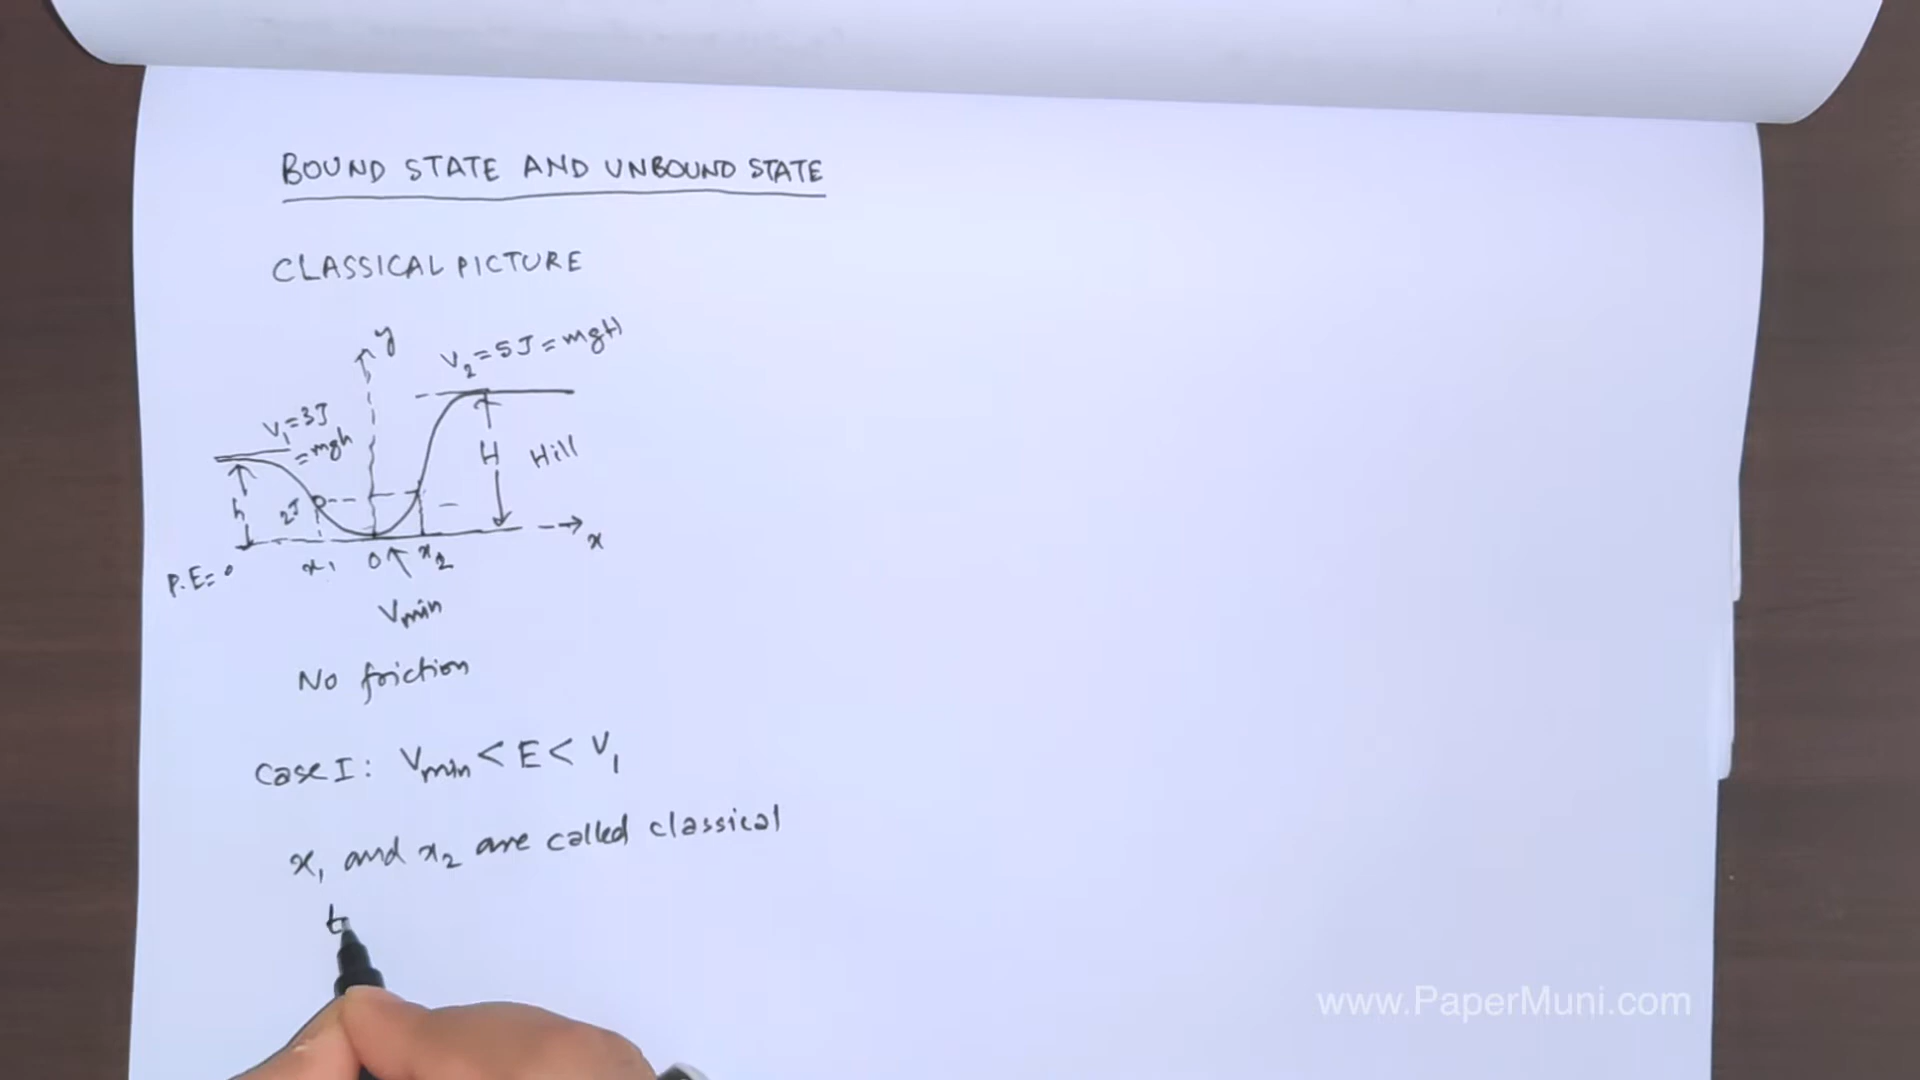 BOUND STATE AND UNBOUND STATE
CLASSICAL PICTURE
y
V2 = 5J = mgH
V1 = 3J
= mgh
H
Hill
h
2J
x
P.E = 0
x1
0
x2
Vmin
No friction
Case I: Vmin < E < V1
x1 and x2 are called classical
t
www.PaperMuni.com